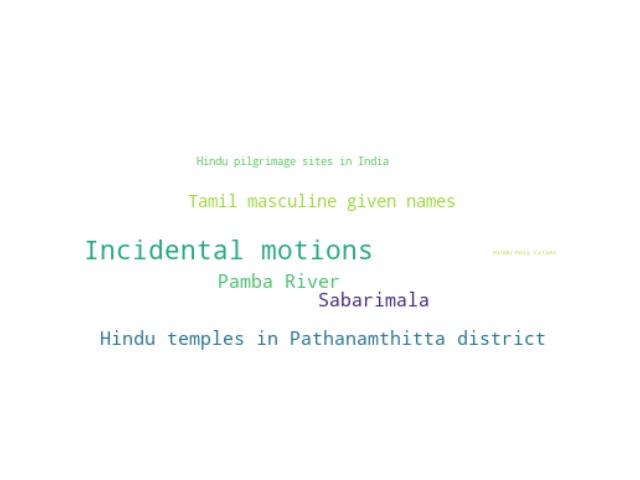 Hindu pilgrimage sites in India
Tamil masculine given names
Incidental motions
Hindu holy cities
Pamba River
Sabarimala
Hindu temples in Pathanamthitta district